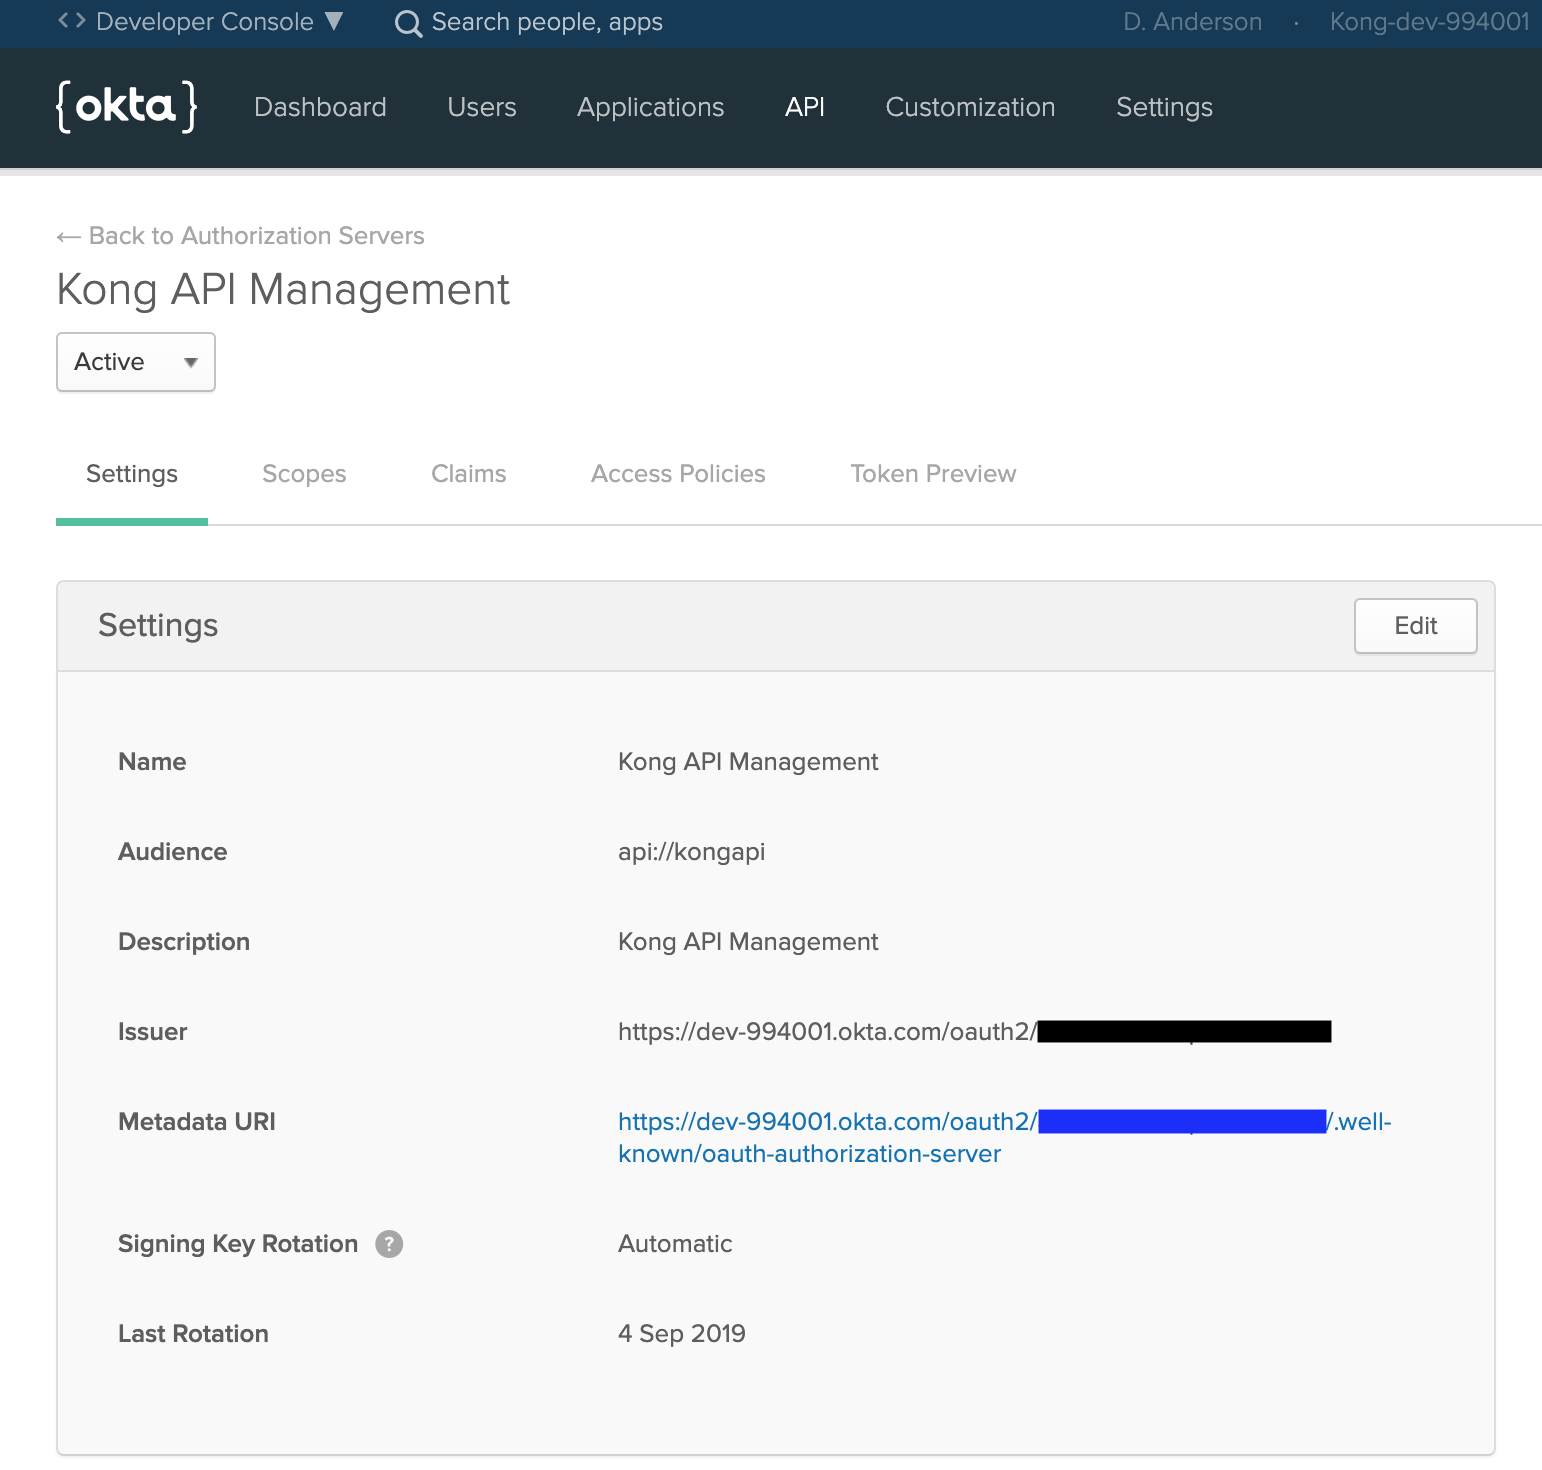 <> Developer Console ▼ Search people, apps D. Anderson · Kong-dev-994001
{okta} Dashboard Users Applications API Customization Settings
← Back to Authorization Servers
Kong API Management
Active ▼
Settings Scopes Claims Access Policies Token Preview
Settings Edit
Name Kong API Management
Audience api://kongapi
Description Kong API Management
Issuer https://dev-994001.okta.com/oauth2/
Metadata URI https://dev-994001.okta.com/oauth2/ /.well-
known/oauth-authorization-server
Signing Key Rotation ? Automatic
Last Rotation 4 Sep 2019